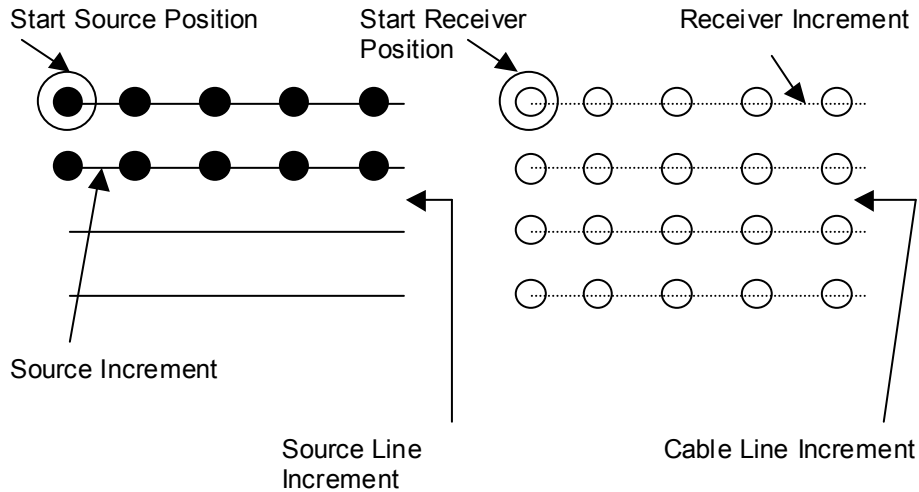 Start Source Position
Start Receiver
Position
Receiver Increment
Source Increment
Source Line
Increment
Cable Line Increment